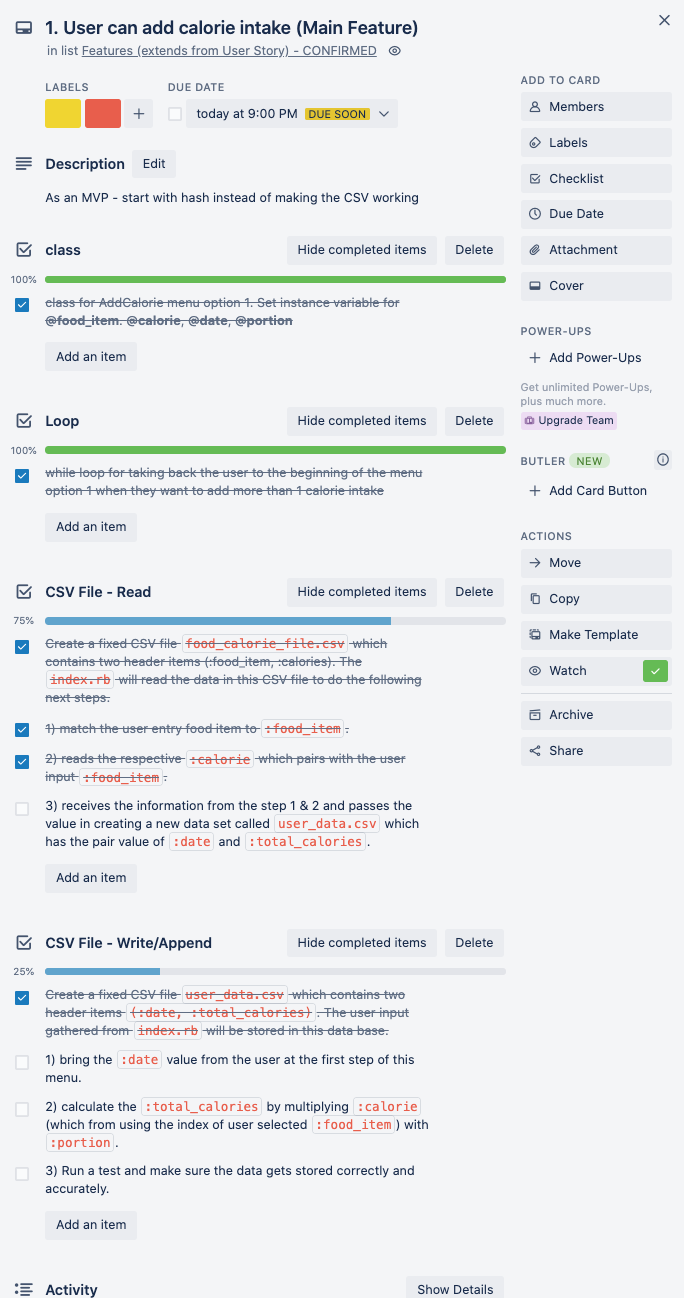 1. User can add calorie intake (Main Feature)
in list Features (extends from User Story) - CONFIRMED
LABELS
DUE DATE
today at 9:00 PM DUE SOON
Description Edit
As an MVP - start with hash instead of making the CSV working
class Hide completed items Delete
100%
class for AddCalorie menu option 1. Set instance variable for
@food_item. @calorie, @date, @portion
Add an item
Loop Hide completed items Delete
100%
while loop for taking back the user to the beginning of the menu
option 1 when they want to add more than 1 calorie intake
Add an item
CSV File - Read Hide completed items Delete
75%
Create a fixed CSV file food_calorie_file.csv which
contains two header items (:food_item, :calories). The
index.rb will read the data in this CSV file to do the following
next steps.
1) match the user entry food item to :food_item.
2) reads the respective :calorie which pairs with the user
input :food_item.
3) receives the information from the step 1 & 2 and passes the
value in creating a new data set called user_data.csv which
has the pair value of :date and :total_calories.
Add an item
CSV File - Write/Append Hide completed items Delete
25%
Create a fixed CSV file user_data.csv which contains two
header items (:date, :total_calories). The user input
gathered from index.rb will be stored in this data base.
1) bring the :date value from the user at the first step of this
menu.
2) calculate the :total_calories by multiplying :calorie
(which from using the index of user selected :food_item) with
:portion.
3) Run a test and make sure the data gets stored correctly and
accurately.
Add an item
Activity Show Details
ADD TO CARD
Members
Labels
Checklist
Due Date
Attachment
Cover
POWER-UPS
Add Power-Ups
Get unlimited Power-Ups,
plus much more.
Upgrade Team
BUTLER NEW
Add Card Button
ACTIONS
Move
Copy
Make Template
Watch
Archive
Share